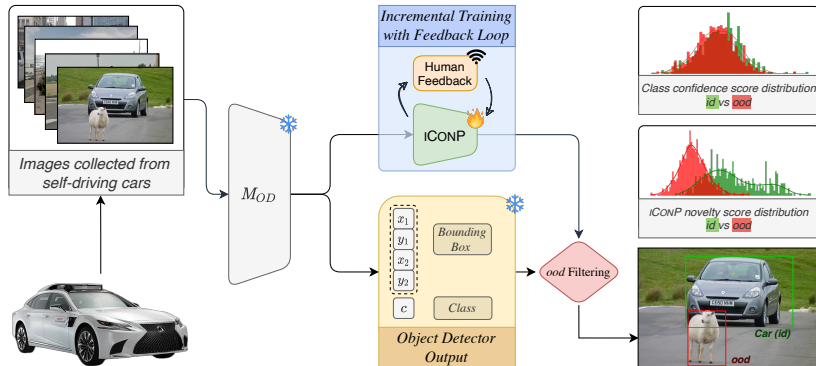 Images collected from
self-driving cars
M_OD
Incremental Training
with Feedback Loop
Human
Feedback
ICONP
x1
y1
x2
y2
c
Bounding
Box
Class
Object Detector
Output
ood Filtering
Class confidence score distribution
id vs ood
ICONP novelty score distribution
id vs ood
Car (id)
ood